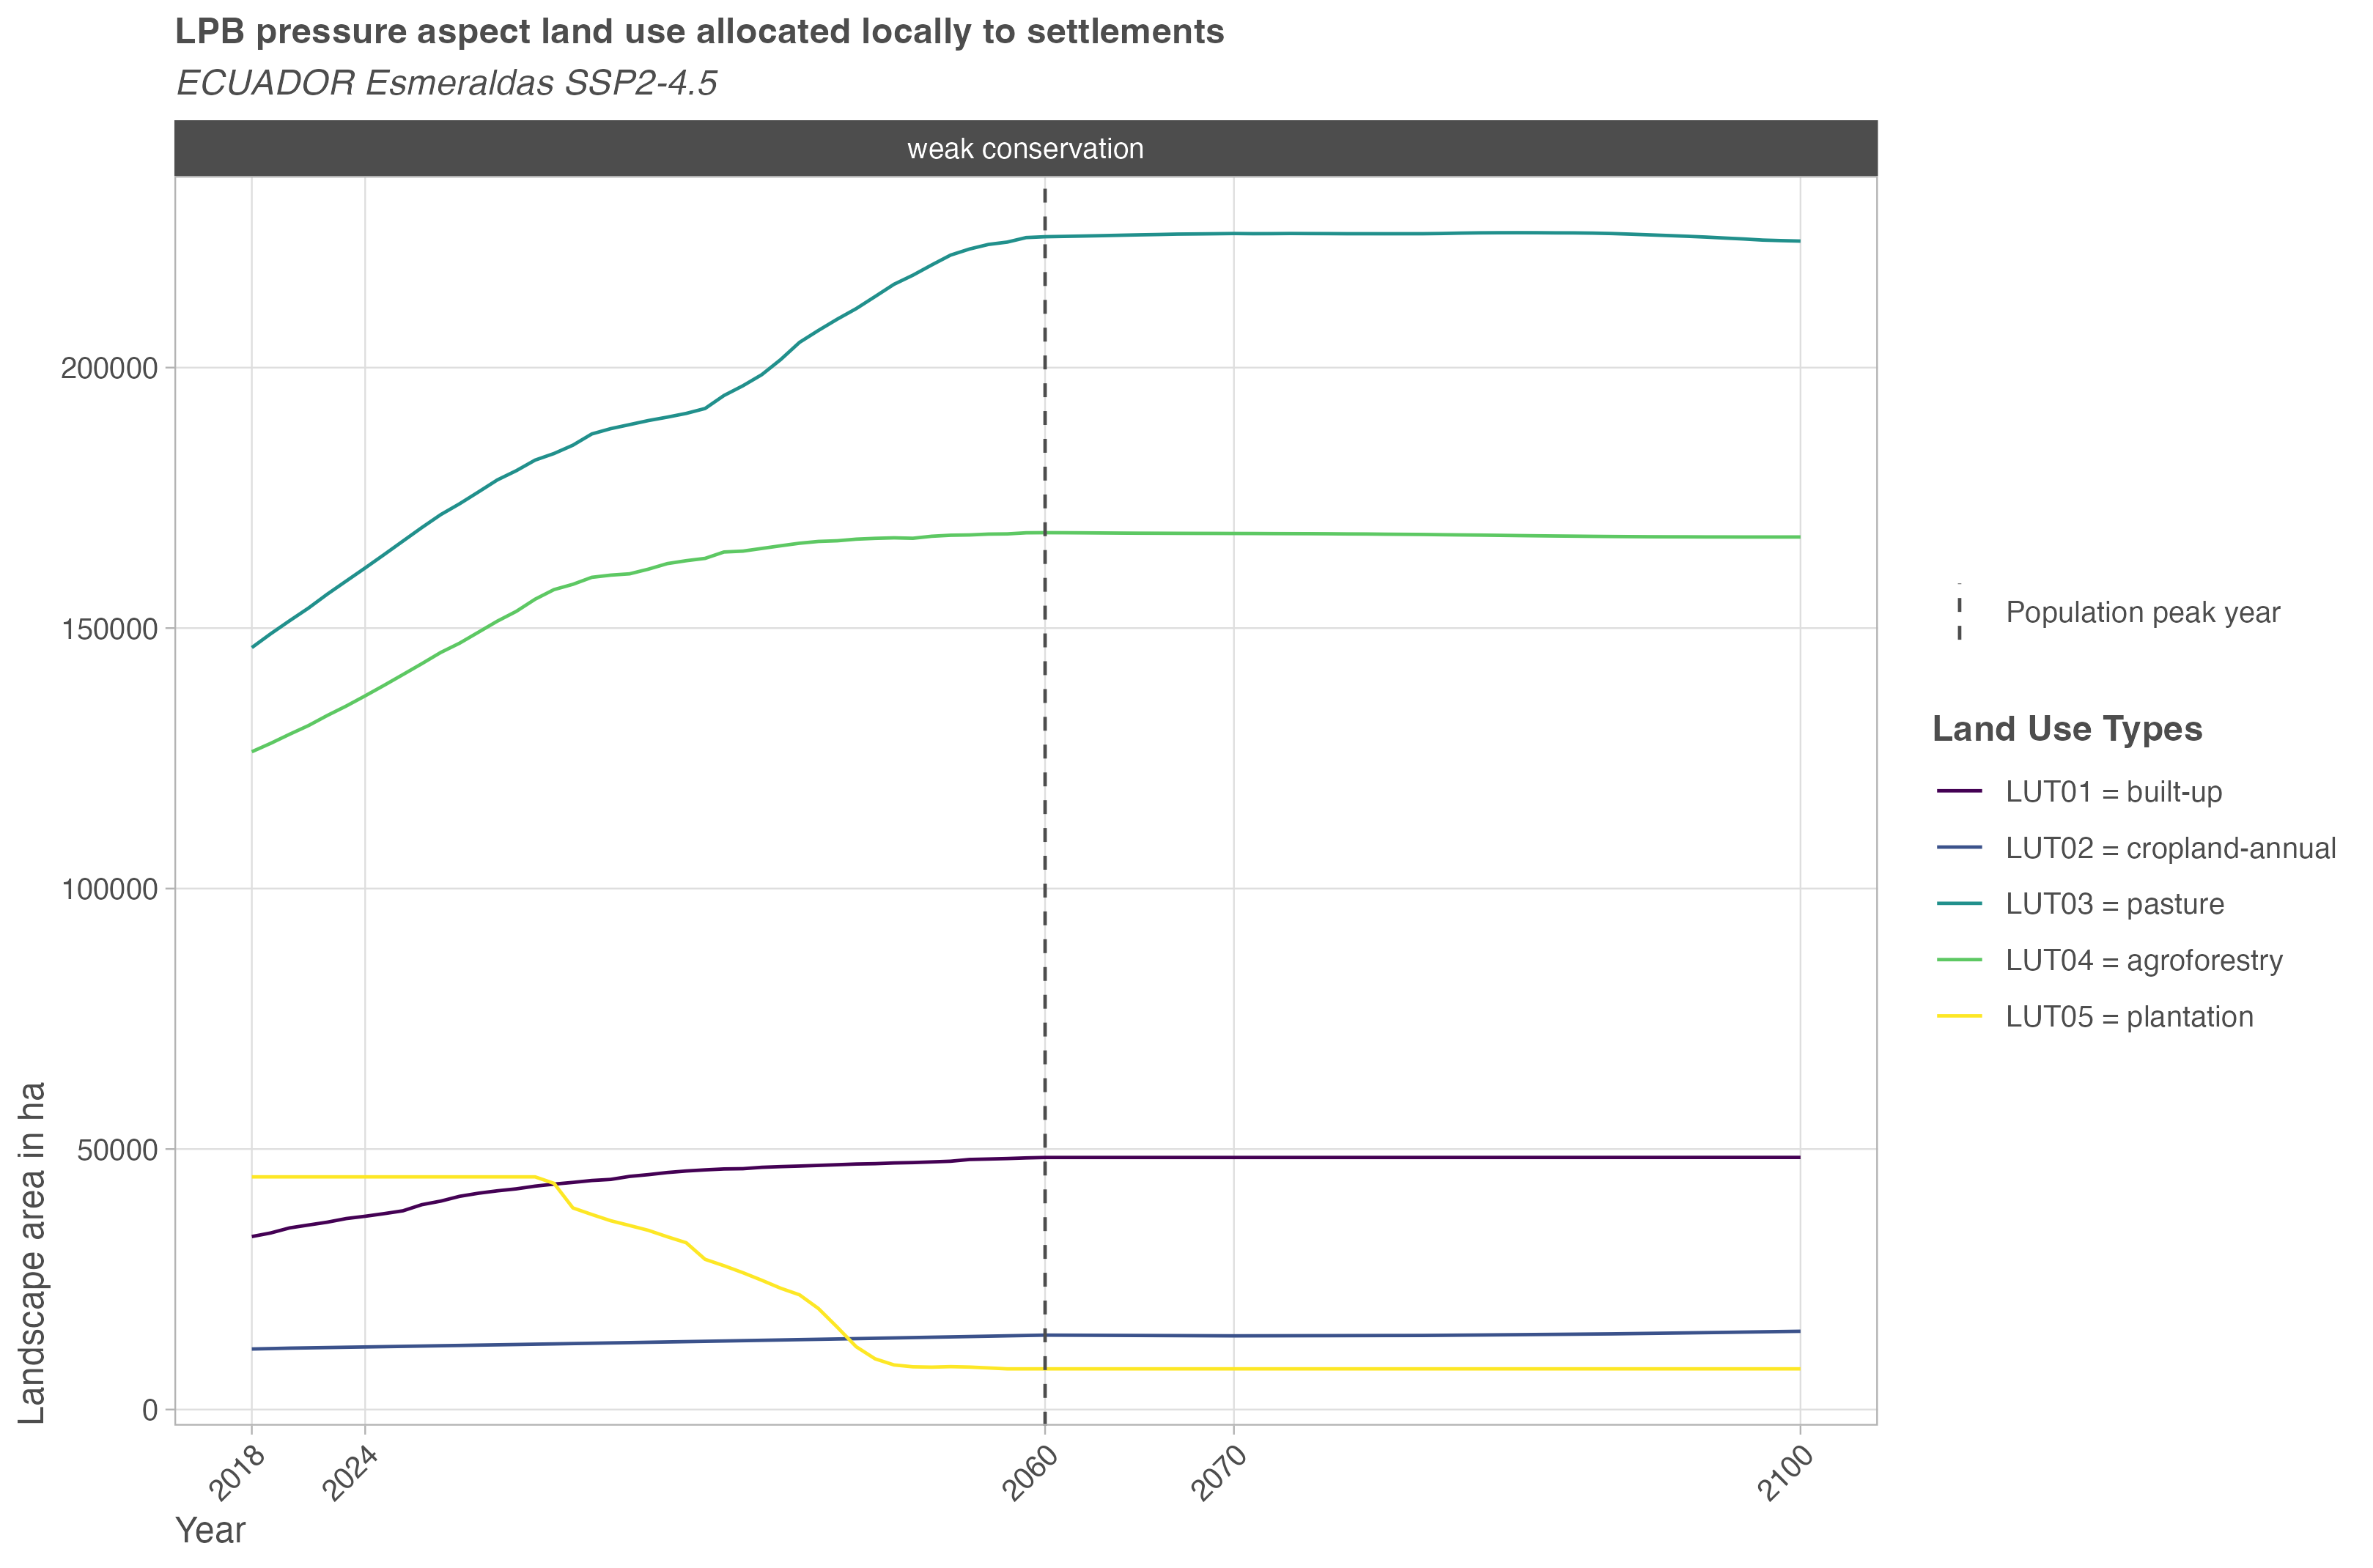 LPB pressure aspect land use allocated locally to settlements
ECUADOR Esmeraldas SSP2-4.5
weak conservation
200000
150000
100000
50000
0
Landscape area in ha
2018
2024
2060
2070
2100
Year
Population peak year
Land Use Types
LUT01 = built-up
LUT02 = cropland-annual
LUT03 = pasture
LUT04 = agroforestry
LUT05 = plantation